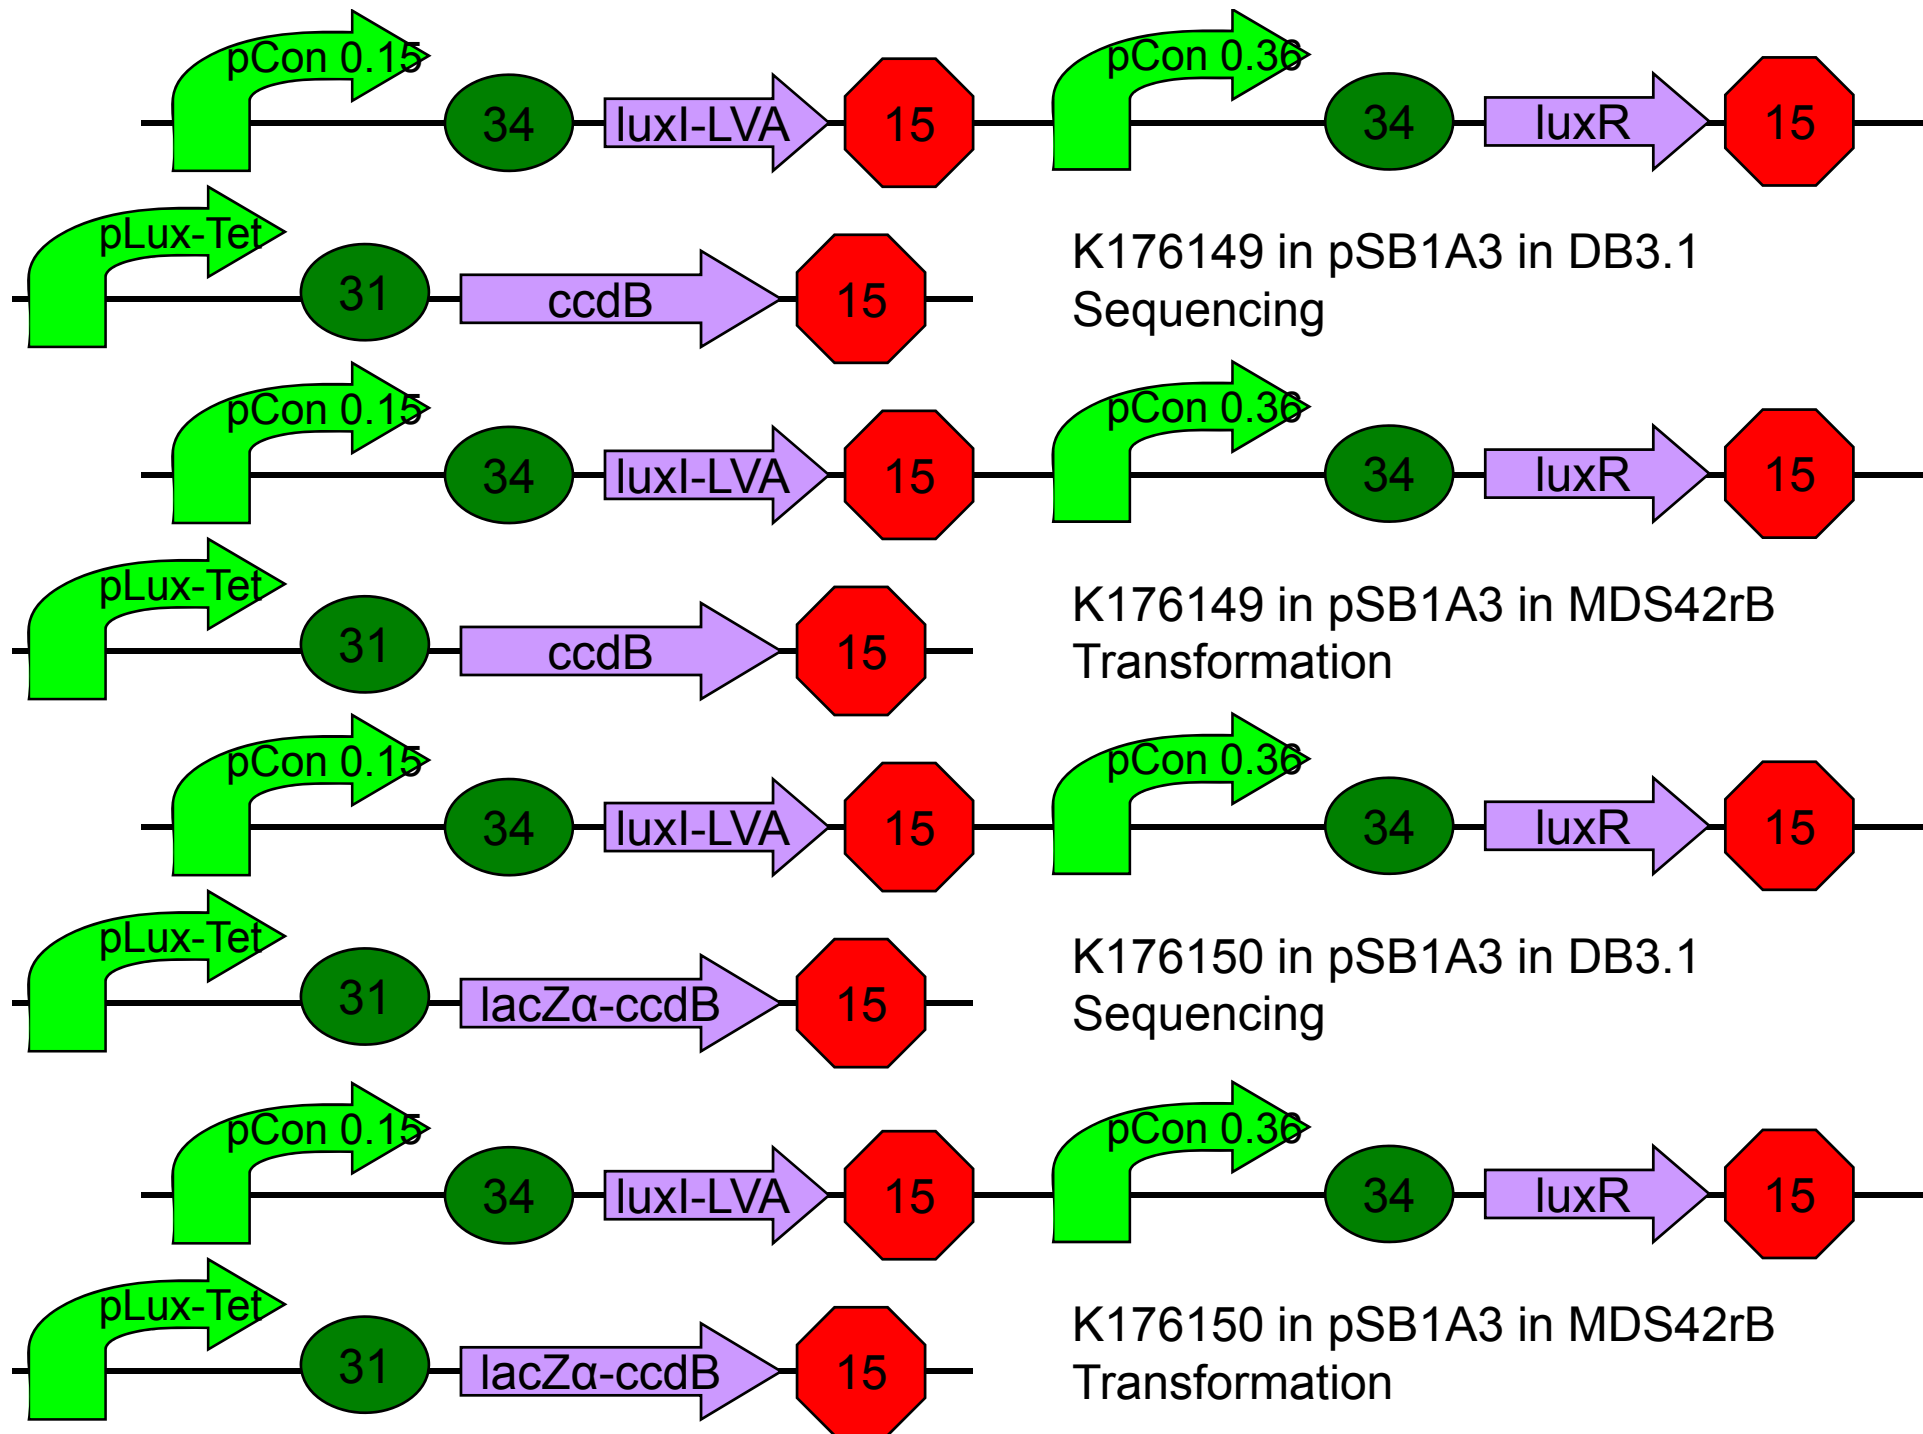 pCon 0.15 pCon 0.36
34 luxI-LVA 15 34 luxR 15
pLux-Tet
31 ccdB 15
K176149 in pSB1A3 in DB3.1
Sequencing
pCon 0.15 pCon 0.36
34 luxI-LVA 15 34 luxR 15
pLux-Tet
31 ccdB 15
K176149 in pSB1A3 in MDS42rB
Transformation
pCon 0.15 pCon 0.36
34 luxI-LVA 15 34 luxR 15
pLux-Tet
31 lacZα-ccdB 15
K176150 in pSB1A3 in DB3.1
Sequencing
pCon 0.15 pCon 0.36
34 luxI-LVA 15 34 luxR 15
pLux-Tet
31 lacZα-ccdB 15
K176150 in pSB1A3 in MDS42rB
Transformation